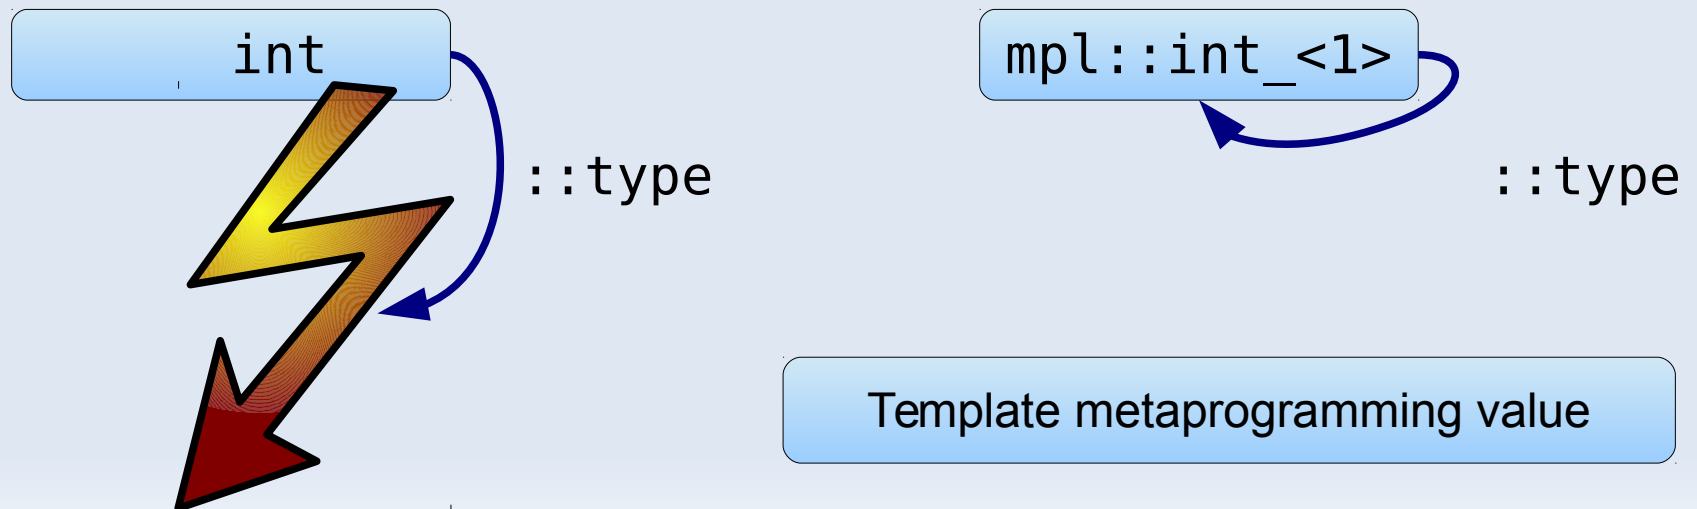 int
mpl::int_<1>
::type
::type
Template metaprogramming value